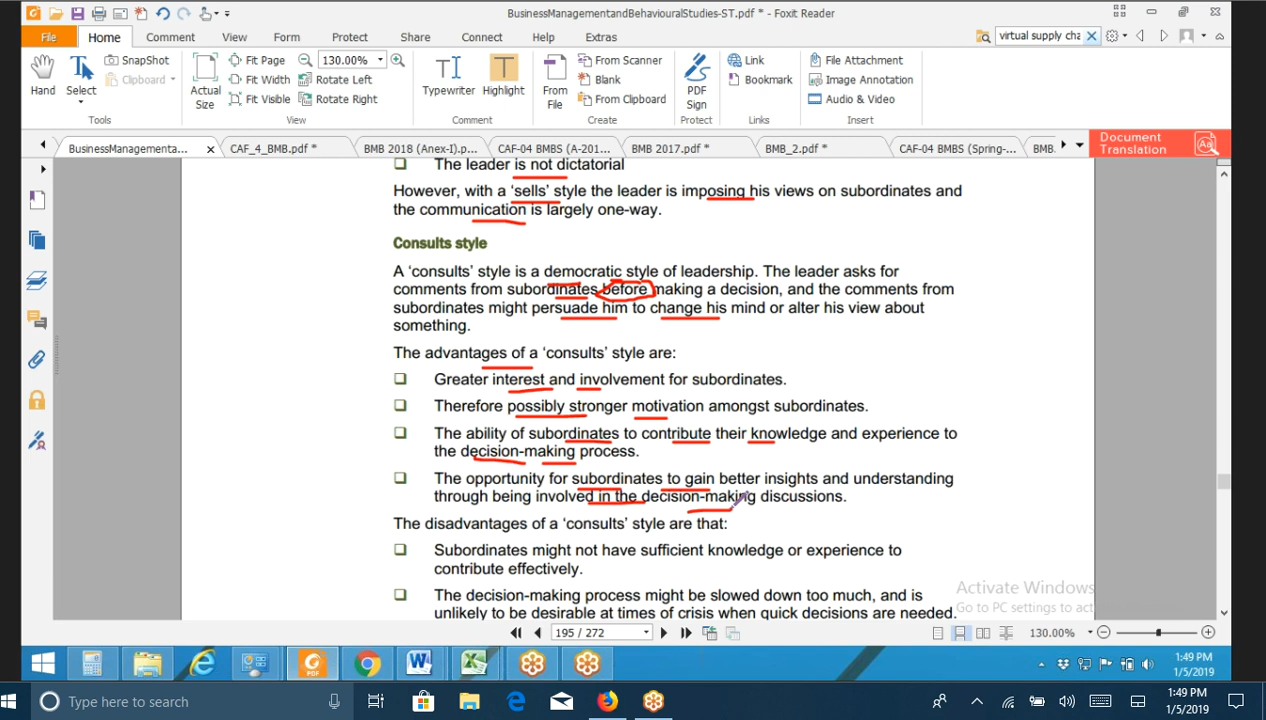 BusinessManagementandBehaviouralStudies-ST.pdf * - Foxit Reader
File Home Comment View Form Protect Share Connect Help Extras
virtual supply cha
Hand
Select
SnapShot
Clipboard
Tools
Actual Size
Fit Page
Fit Width
Fit Visible
130.00%
Rotate Left
Rotate Right
View
Typewriter
Highlight
Comment
From File
From Scanner
Blank
From Clipboard
Create
PDF Sign
Protect
Link
Bookmark
Links
File Attachment
Image Annotation
Audio & Video
Insert
BusinessManagementa... CAF_4_BMB.pdf * BMB 2018 (Anex-I).p... CAF-04 BMBS (A-201... BMB 2017.pdf * BMB_2.pdf * CAF-04 BMBS (Spring-... BMB.
Document Translation
The leader is not dictatorial
However, with a ‘sells’ style the leader is imposing his views on subordinates and
the communication is largely one-way.
Consults style
A ‘consults’ style is a democratic style of leadership. The leader asks for
comments from subordinates before making a decision, and the comments from
subordinates might persuade him to change his mind or alter his view about
something.
The advantages of a ‘consults’ style are:
Greater interest and involvement for subordinates.
Therefore possibly stronger motivation amongst subordinates.
The ability of subordinates to contribute their knowledge and experience to
the decision-making process.
The opportunity for subordinates to gain better insights and understanding
through being involved in the decision-making discussions.
The disadvantages of a ‘consults’ style are that:
Subordinates might not have sufficient knowledge or experience to
contribute effectively.
The decision-making process might be slowed down too much, and is
unlikely to be desirable at times of crisis when quick decisions are needed.
Activate Windows
Go to PC settings to act
195 / 272
130.00%
1:49 PM
1/5/2019
Type here to search
1:49 PM
1/5/2019